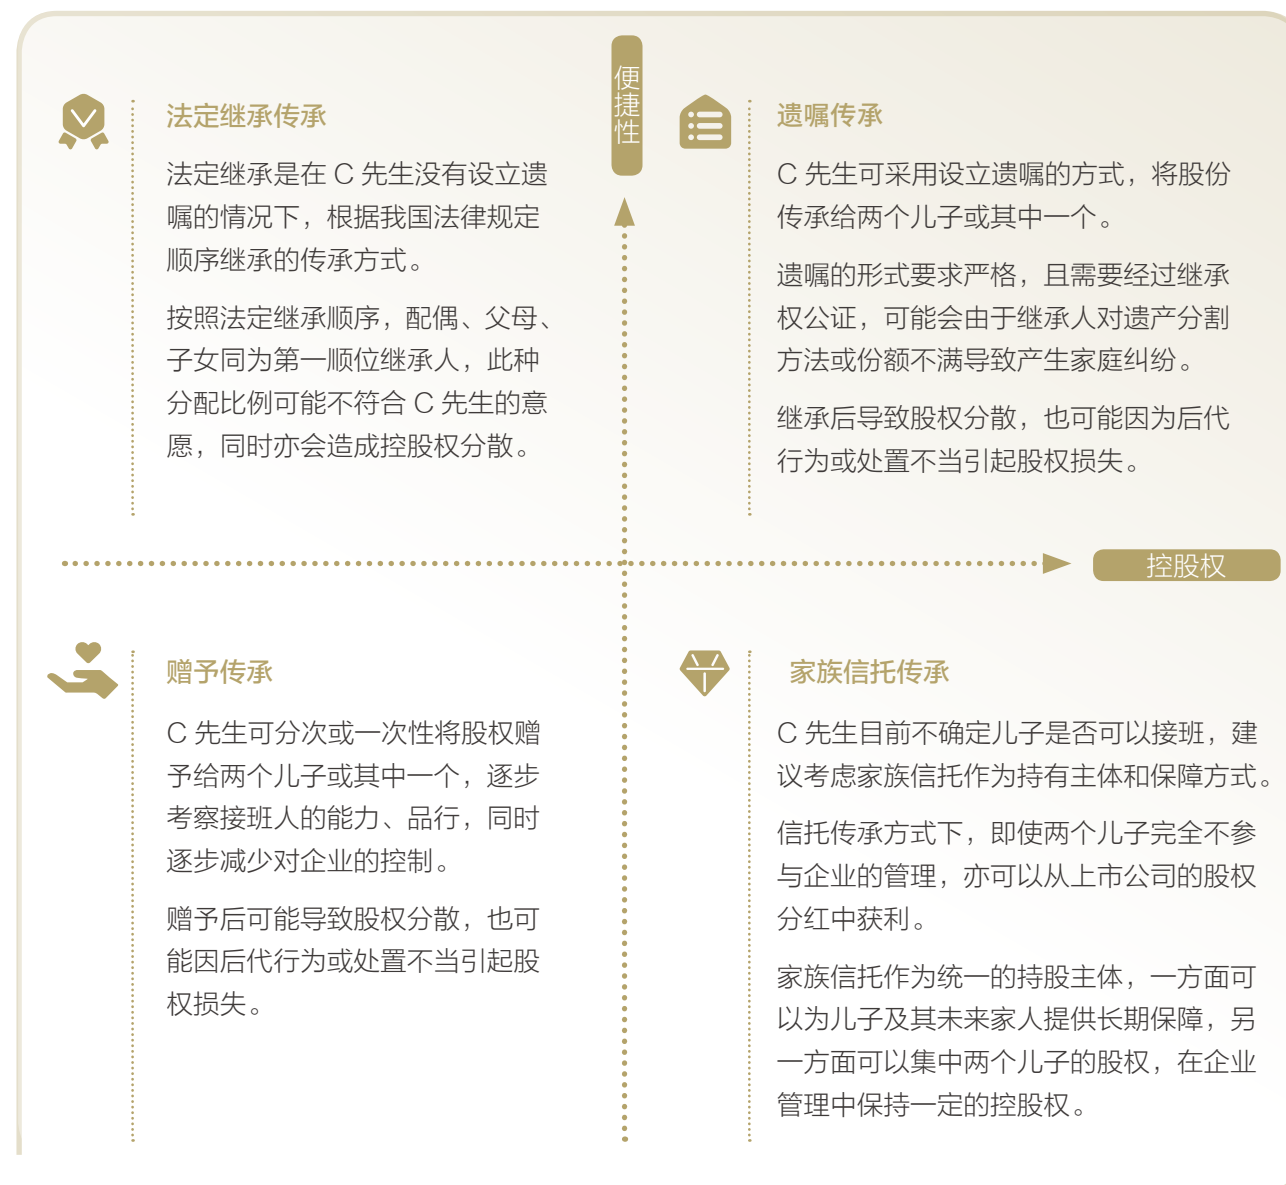 便捷性
法定继承传承
法定继承是在 C 先生没有设立遗
嘱的情况下，根据我国法律规定
顺序继承的传承方式。
按照法定继承顺序，配偶、父母、
子女同为第一顺位继承人，此种
分配比例可能不符合 C 先生的意
愿，同时亦会造成控股权分散。
遗嘱传承
C 先生可采用设立遗嘱的方式，将股份
传承给两个儿子或其中一个。
遗嘱的形式要求严格，且需要经过继承
权公证，可能会由于继承人对遗产分割
方法或份额不满导致产生家庭纠纷。
继承后导致股权分散，也可能因为后代
行为或处置不当引起股权损失。
控股权
赠予传承
C 先生可分次或一次性将股权赠
予给两个儿子或其中一个，逐步
考察接班人的能力、品行，同时
逐步减少对企业的控制。
赠予后可能导致股权分散，也可
能因后代行为或处置不当引起股
权损失。
家族信托传承
C 先生目前不确定儿子是否可以接班，建
议考虑家族信托作为持有主体和保障方式。
信托传承方式下，即使两个儿子完全不参
与企业的管理，亦可以从上市公司的股权
分红中获利。
家族信托作为统一的持股主体，一方面可
以为儿子及其未来家人提供长期保障，另
一方面可以集中两个儿子的股权，在企业
管理中保持一定的控股权。